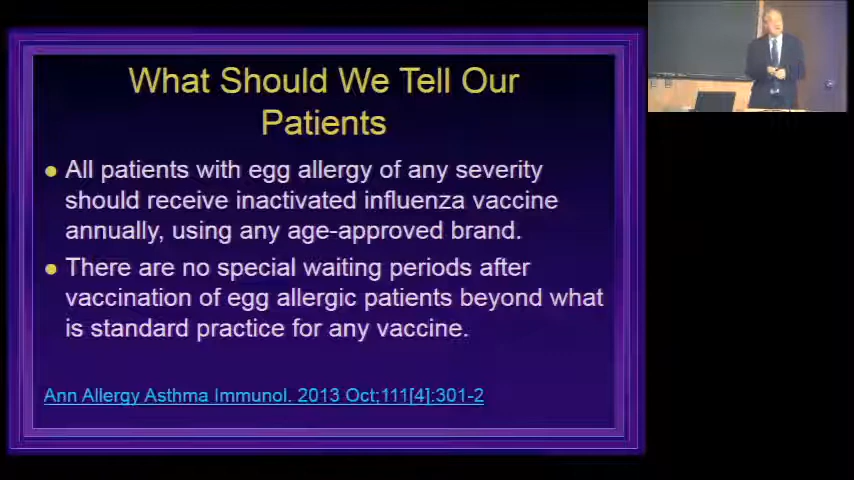 What Should We Tell Our
Patients
All patients with egg allergy of any severity
should receive inactivated influenza vaccine
annually, using any age-approved brand.
There are no special waiting periods after
vaccination of egg allergic patients beyond what
is standard practice for any vaccine.
Ann Allergy Asthma Immunol. 2013 Oct;111[4]:301-2